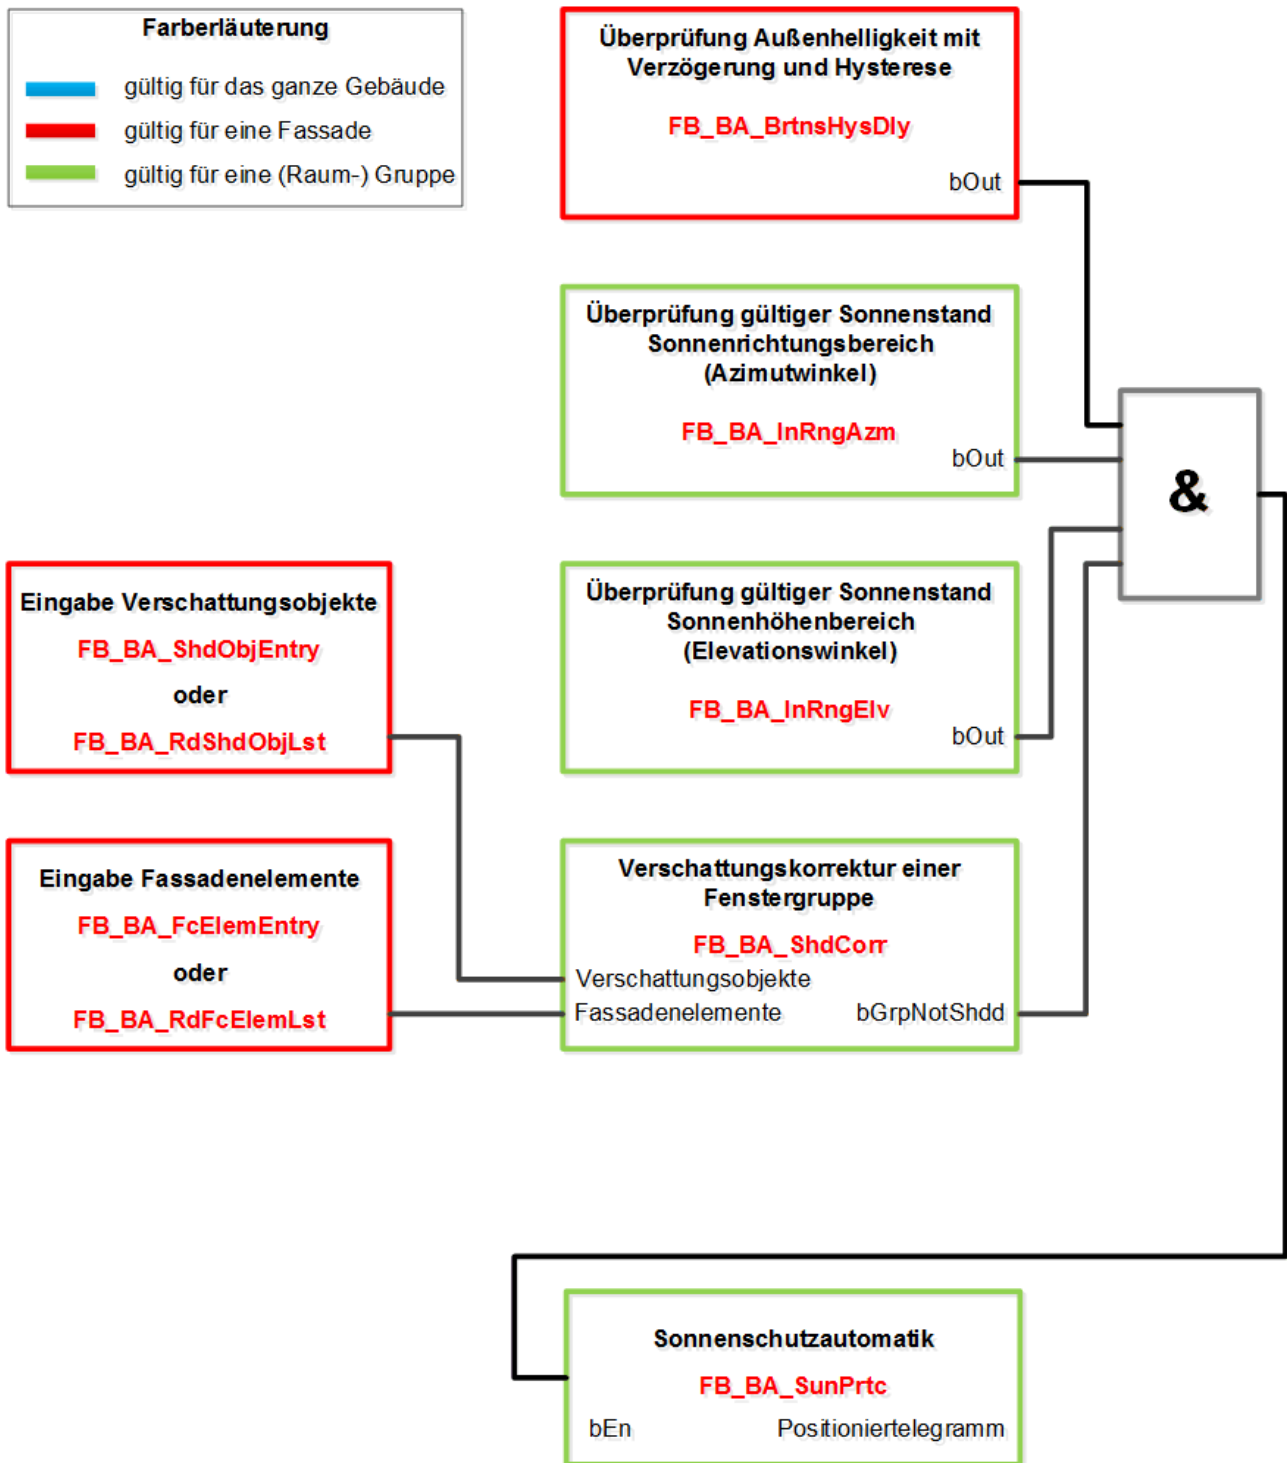 Farberläuterung
gültig für das ganze Gebäude
gültig für eine Fassade
gültig für eine (Raum-) Gruppe
Überprüfung Außenhelligkeit mit
Verzögerung und Hysterese
FB_BA_BrtnsHysDly
bOut
Überprüfung gültiger Sonnenstand
Sonnenrichtungsbereich
(Azimutwinkel)
FB_BA_InRngAzm
bOut
&
Eingabe Verschattungsobjekte
FB_BA_ShdObjEntry
oder
FB_BA_RdShdObjLst
Überprüfung gültiger Sonnenstand
Sonnenhöhenbereich
(Elevationswinkel)
FB_BA_InRngElv
bOut
Eingabe Fassadenelemente
FB_BA_FcElemEntry
oder
FB_BA_RdFcElemLst
Verschattungskorrektur einer
Fenstergruppe
FB_BA_ShdCorr
Verschattungsobjekte
Fassadenelemente bGrpNotShdd
Sonnenschutzautomatik
FB_BA_SunPrtc
bEn Positioniertelegramm